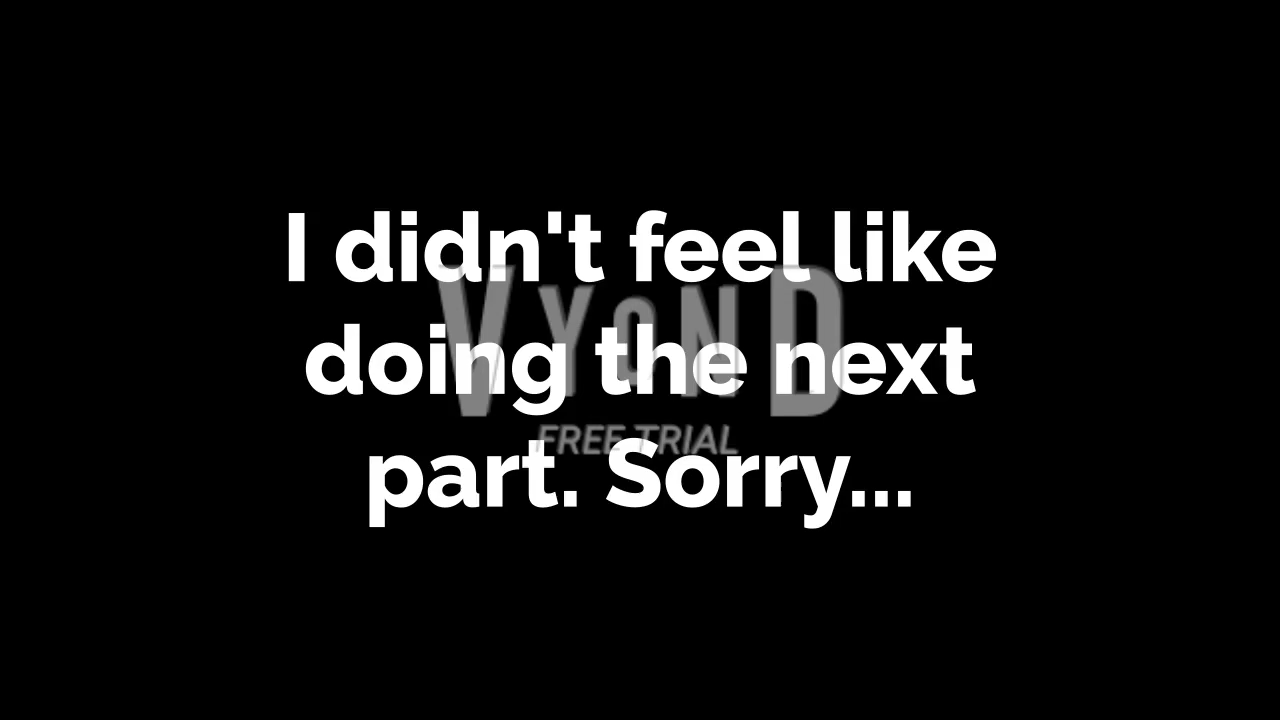 I didn't feel like
doing the next
part. Sorry...
VYOND
FREE TRIAL